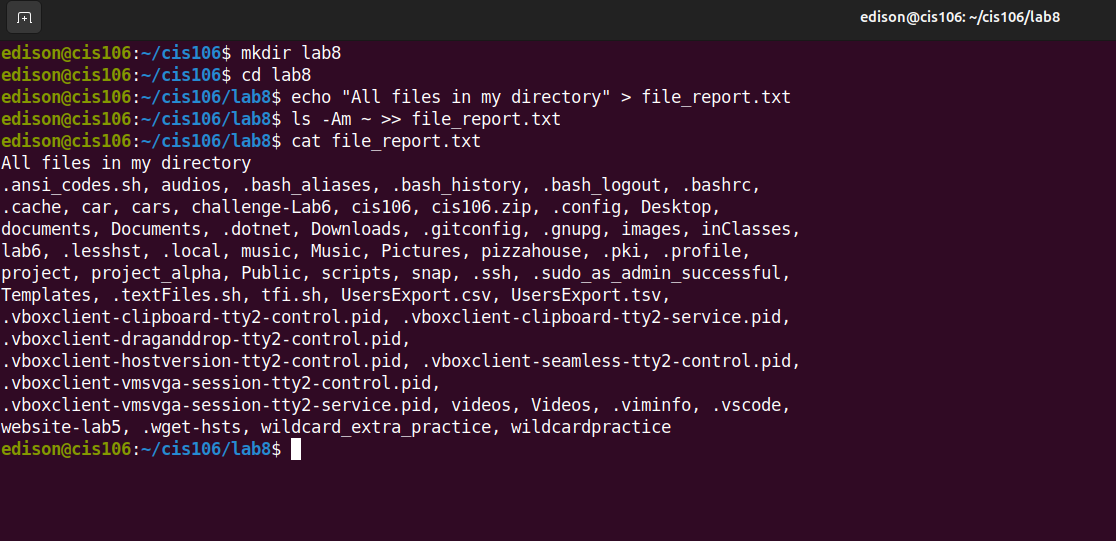 edison@cis106: ~/cis106/lab8
edison@cis106:~/cis106$ mkdir lab8
edison@cis106:~/cis106$ cd lab8
edison@cis106:~/cis106/lab8$ echo "All files in my directory" > file_report.txt
edison@cis106:~/cis106/lab8$ ls -Am ~ >> file_report.txt
edison@cis106:~/cis106/lab8$ cat file_report.txt
All files in my directory
.ansi_codes.sh, audios, .bash_aliases, .bash_history, .bash_logout, .bashrc,
.cache, car, cars, challenge-Lab6, cis106, cis106.zip, .config, Desktop,
documents, Documents, .dotnet, Downloads, .gitconfig, .gnupg, images, inClasses,
lab6, .lesshst, .local, music, Music, Pictures, pizzahouse, .pki, .profile,
project, project_alpha, Public, scripts, snap, .ssh, .sudo_as_admin_successful,
Templates, .textFiles.sh, tfi.sh, UsersExport.csv, UsersExport.tsv,
.vboxclient-clipboard-tty2-control.pid, .vboxclient-clipboard-tty2-service.pid,
.vboxclient-draganddrop-tty2-control.pid,
.vboxclient-hostversion-tty2-control.pid, .vboxclient-seamless-tty2-control.pid,
.vboxclient-vmsvga-session-tty2-control.pid,
.vboxclient-vmsvga-session-tty2-service.pid, videos, Videos, .viminfo, .vscode,
website-lab5, .wget-hsts, wildcard_extra_practice, wildcardpractice
edison@cis106:~/cis106/lab8$